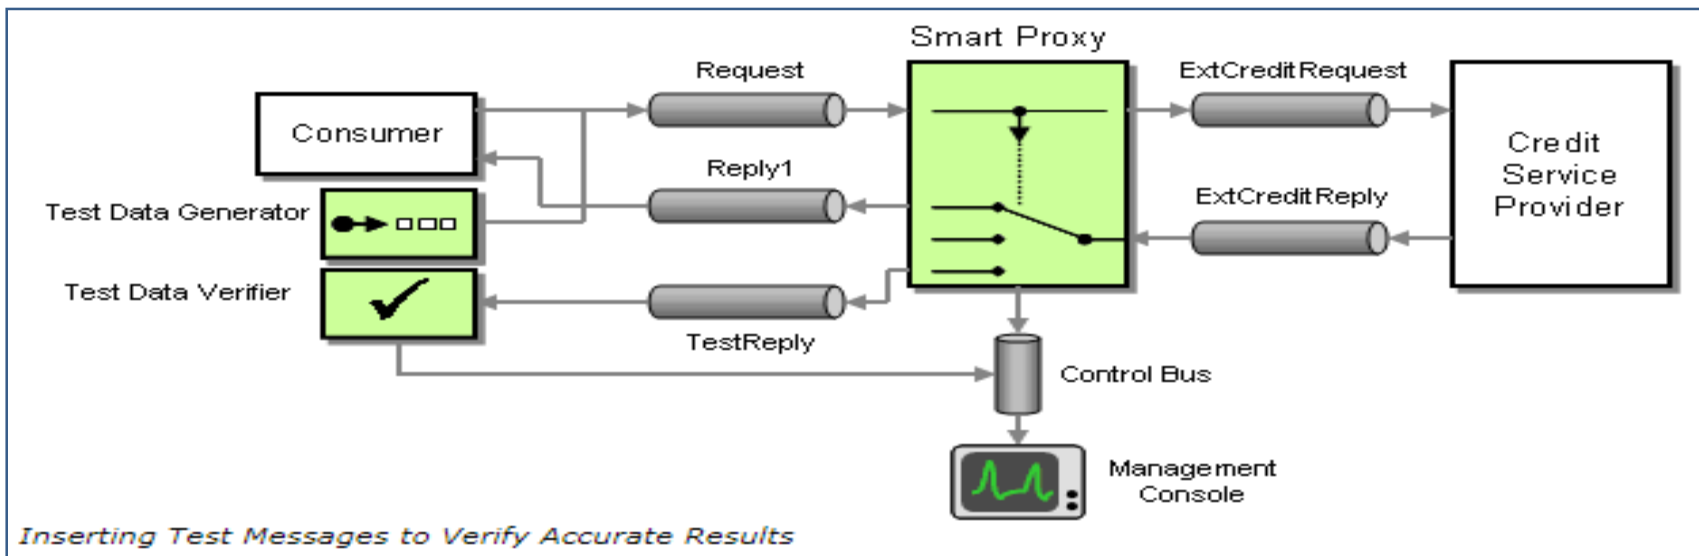 Smart Proxy
Request
ExtCreditRequest
Consumer
Credit
Service
Provider
Reply1
ExtCreditReply
Test Data Generator
Test Data Verifier
TestReply
Control Bus
Management
Console
Inserting Test Messages to Verify Accurate Results